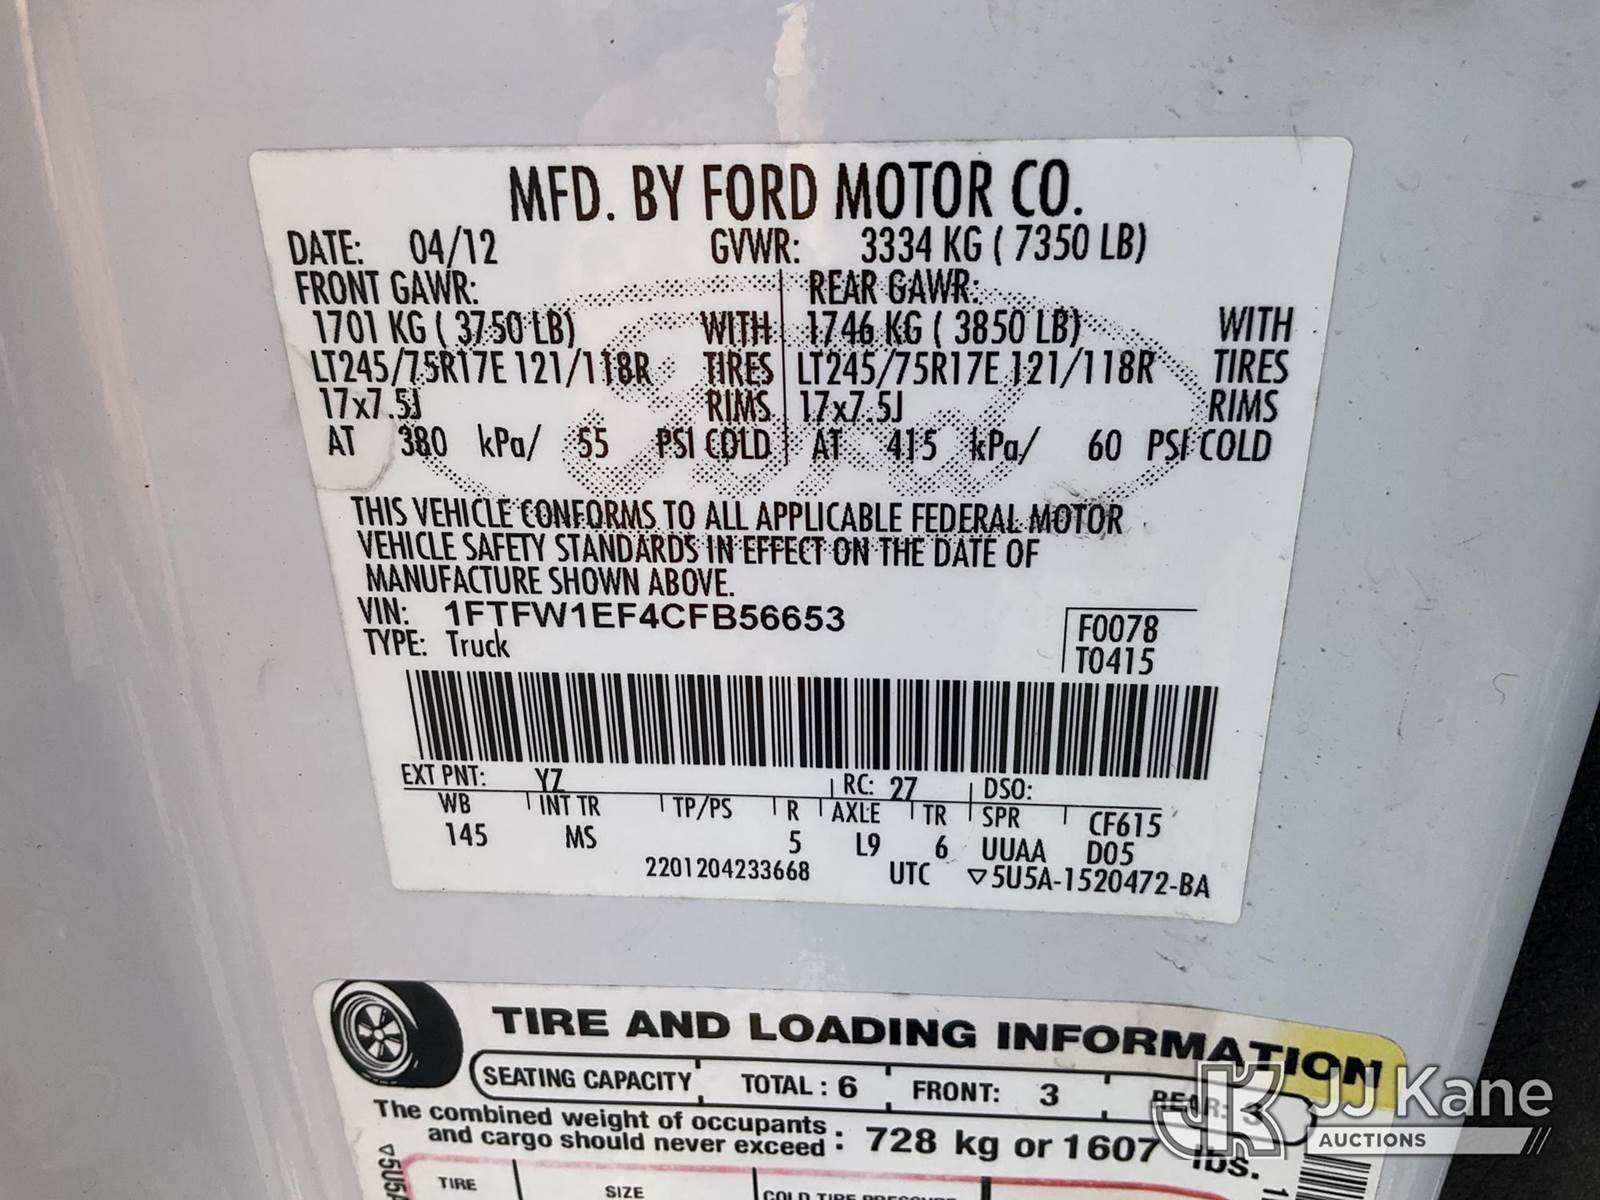 MFD. BY FORD MOTOR CO.
DATE: 04/12 GVWR: 3334 KG ( 7350 LB)
FRONT GAWR: REAR GAWR:
1701 KG ( 3750 LB) WITH 1746 KG ( 3850 LB) WITH
LT245/75R17E 121/118R TIRES LT245/75R17E 121/118R TIRES
17x7.5J RIMS 17x7.5J RIMS
AT 380 kPa/ 55 PSI COLD AT 415 kPa/ 60 PSI COLD
THIS VEHICLE CONFORMS TO ALL APPLICABLE FEDERAL MOTOR
VEHICLE SAFETY STANDARDS IN EFFECT ON THE DATE OF
MANUFACTURE SHOWN ABOVE.
VIN: 1FTFW1EF4CFB56653 F0078
TYPE: Truck T0415
EXT PNT: YZ RC: 27 DSO:
WB INT TR TP/PS R AXLE TR SPR CF615
145 MS 5 L9 6 UUAA D05
2201204233668 UTC ▽5U5A-1520472-BA
TIRE AND LOADING INFORMATION
SEATING CAPACITY TOTAL : 6 FRONT: 3 REAR: 3
The combined weight of occupants
and cargo should never exceed : 728 kg or 1607 lbs.
TIRE SIZE COLD TIRE PRESSURE
JJ Kane
AUCTIONS